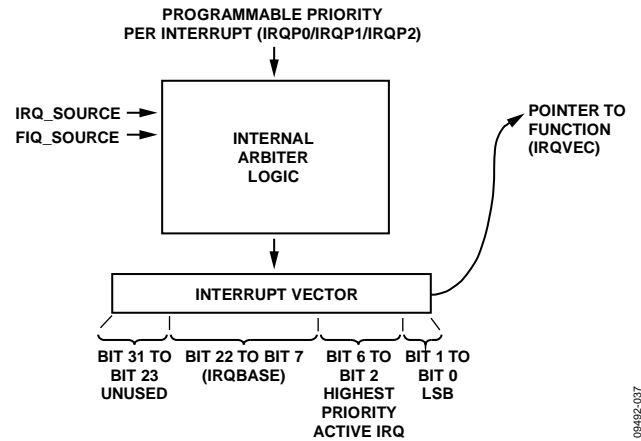 PROGRAMMABLE PRIORITY
PER INTERRUPT (IRQP0/IRQP1/IRQP2)
IRQ_SOURCE
FIQ_SOURCE
INTERNAL
ARBITER
LOGIC
POINTER TO
FUNCTION
(IRQVEC)
INTERRUPT VECTOR
BIT 31 TO
BIT 23
UNUSED
BIT 22 TO BIT 7
(IRQBASE)
BIT 6 TO
BIT 2
HIGHEST
PRIORITY
ACTIVE IRQ
BIT 1 TO
BIT 0
LSB
09492-037